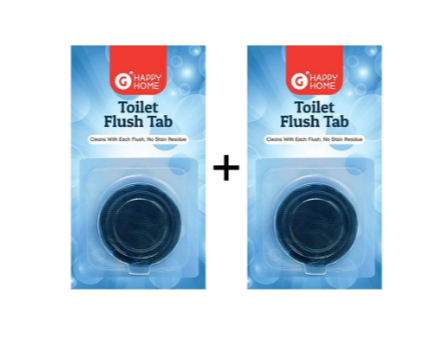 G HAPPY
HOME
Toilet
Flush Tab
Cleans With Each Flush, No Stain Residue
+
G HAPPY
HOME
Toilet
Flush Tab
Cleans With Each Flush, No Stain Residue